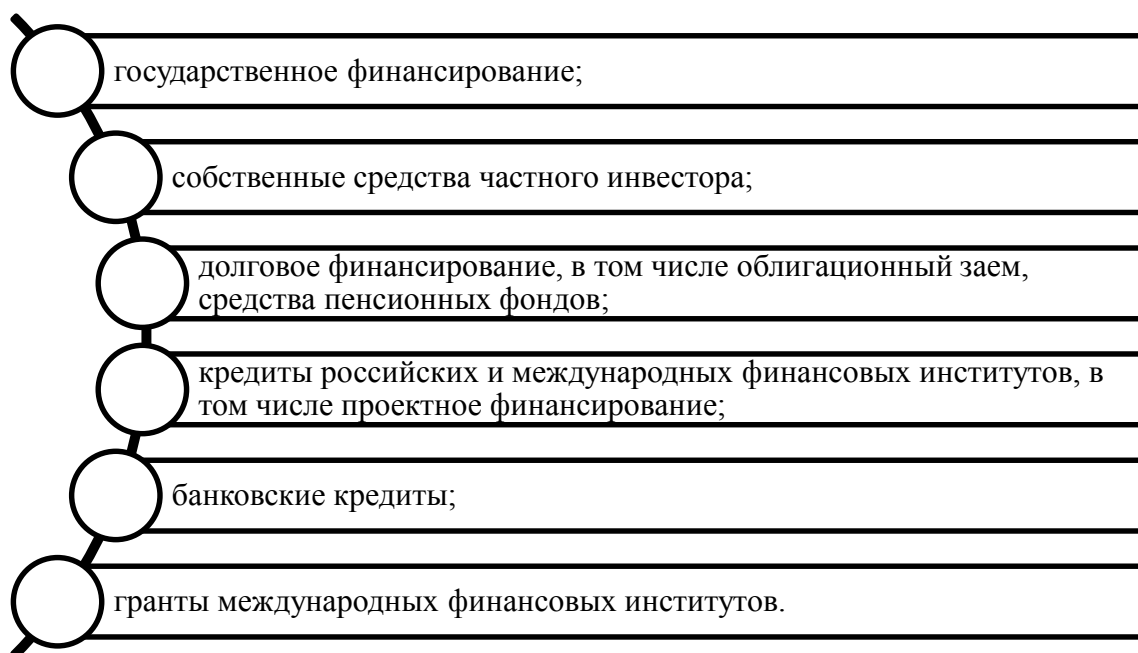 государственное финансирование;
собственные средства частного инвестора;
долговое финансирование, в том числе облигационный заем,
средства пенсионных фондов;
кредиты российских и международных финансовых институтов, в
том числе проектное финансирование;
банковские кредиты;
гранты международных финансовых институтов.